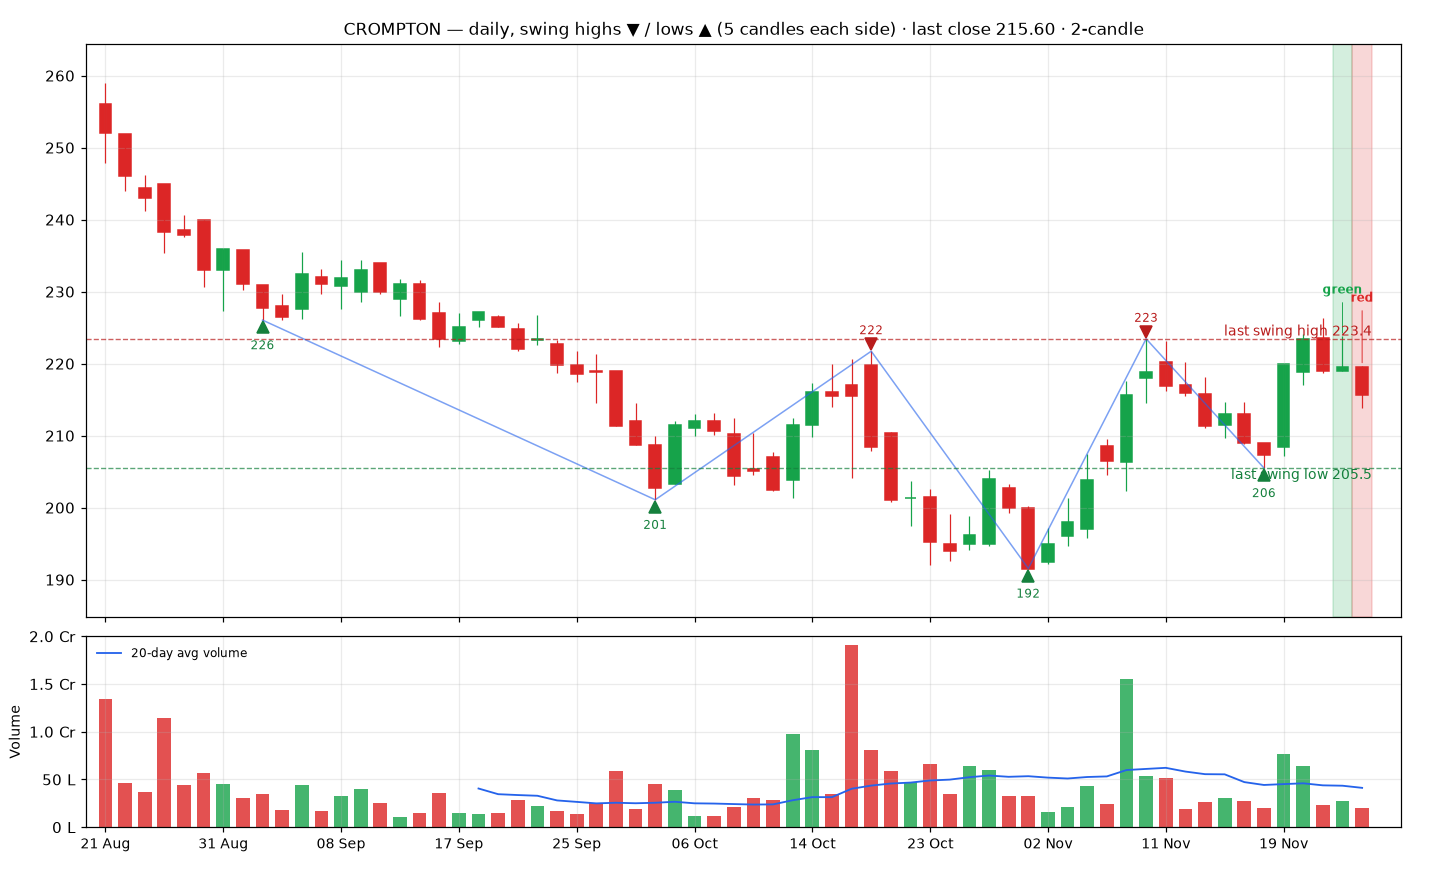 CROMPTON — daily, swing highs ▼ / lows ▲ (5 candles each side) · last close 215.60 · 2-candle
260
250
240
230
220
210
200
190
green
red
last swing high 223.4
last swing low 205.5
226
201
222
192
223
206
Volume
2.0 Cr
1.5 Cr
1.0 Cr
50 L
0 L
20-day avg volume
21 Aug
31 Aug
08 Sep
17 Sep
25 Sep
06 Oct
14 Oct
23 Oct
02 Nov
11 Nov
19 Nov